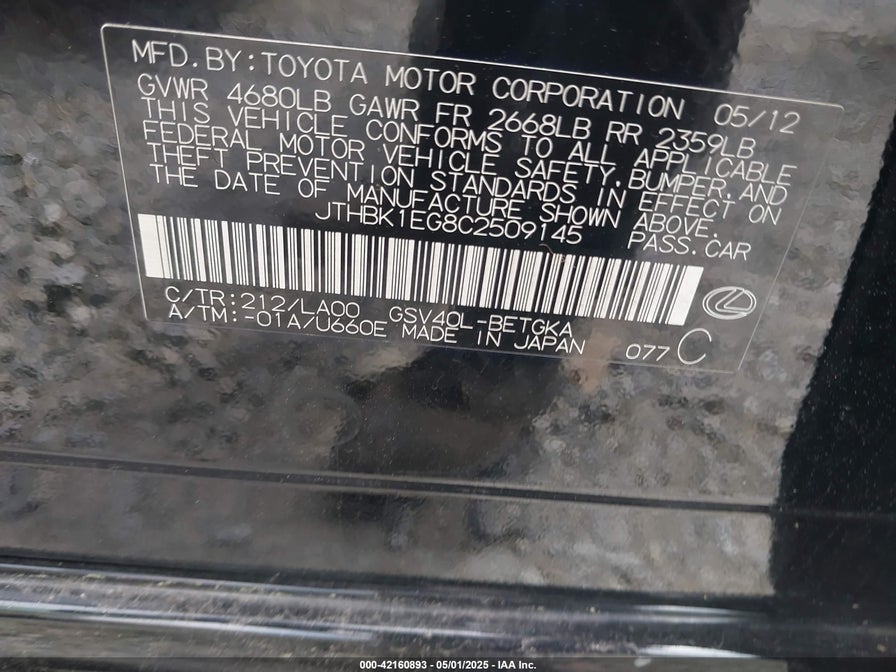 MFD.BY:TOYOTA MOTOR CORPORATION 05/12
GVWR 4680LB GAWR FR 2668LB RR 2359LB
THIS VEHICLE CONFORMS TO ALL APPLICABLE
FEDERAL MOTOR VEHICLE SAFETY,BUMPER,AND
THEFT PREVENTION STANDARDS IN EFFECT ON
THE DATE OF MANUFACTURE SHOWN ABOVE.
JTHBK1EG8C2509145 PASS.CAR
C/TR:212/LA00 GSV40L-BETGKA
A/TM:-01A/U660E MADE IN JAPAN 077 C
000-42160893 / 05/01/2025 - IAA Inc.